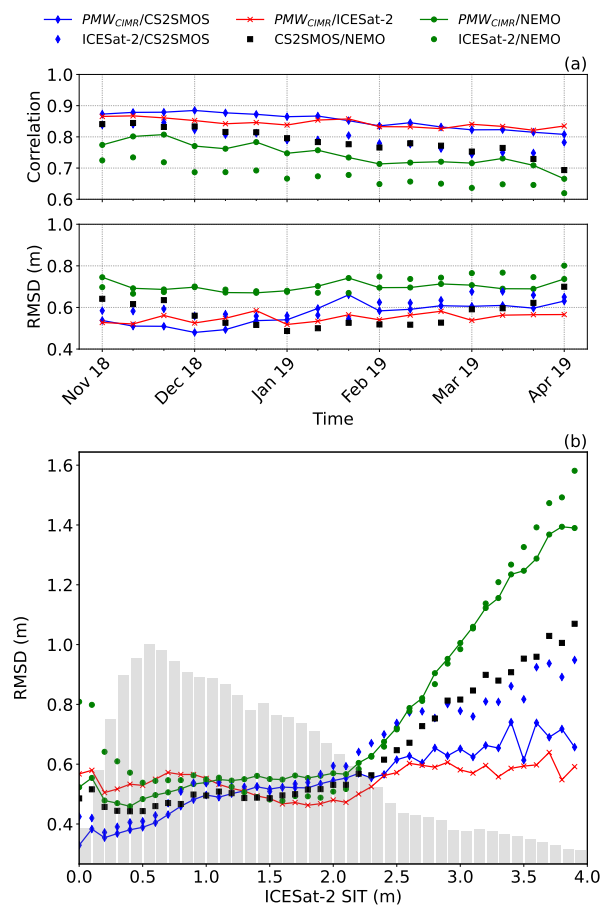 PMW_CIMR/CS2SMOS PMW_CIMR/ICESat-2 PMW_CIMR/NEMO
ICESat-2/CS2SMOS CS2SMOS/NEMO ICESat-2/NEMO
(a)
1.0
0.9
0.8
0.7
0.6
Correlation
1.0
0.8
0.6
0.4
RMSD (m)
Nov 18 Dec 18 Jan 19 Feb 19 Mar 19 Apr 19
Time
(b)
1.6
1.4
1.2
1.0
0.8
0.6
0.4
RMSD (m)
0.0 0.5 1.0 1.5 2.0 2.5 3.0 3.5 4.0
ICESat-2 SIT (m)